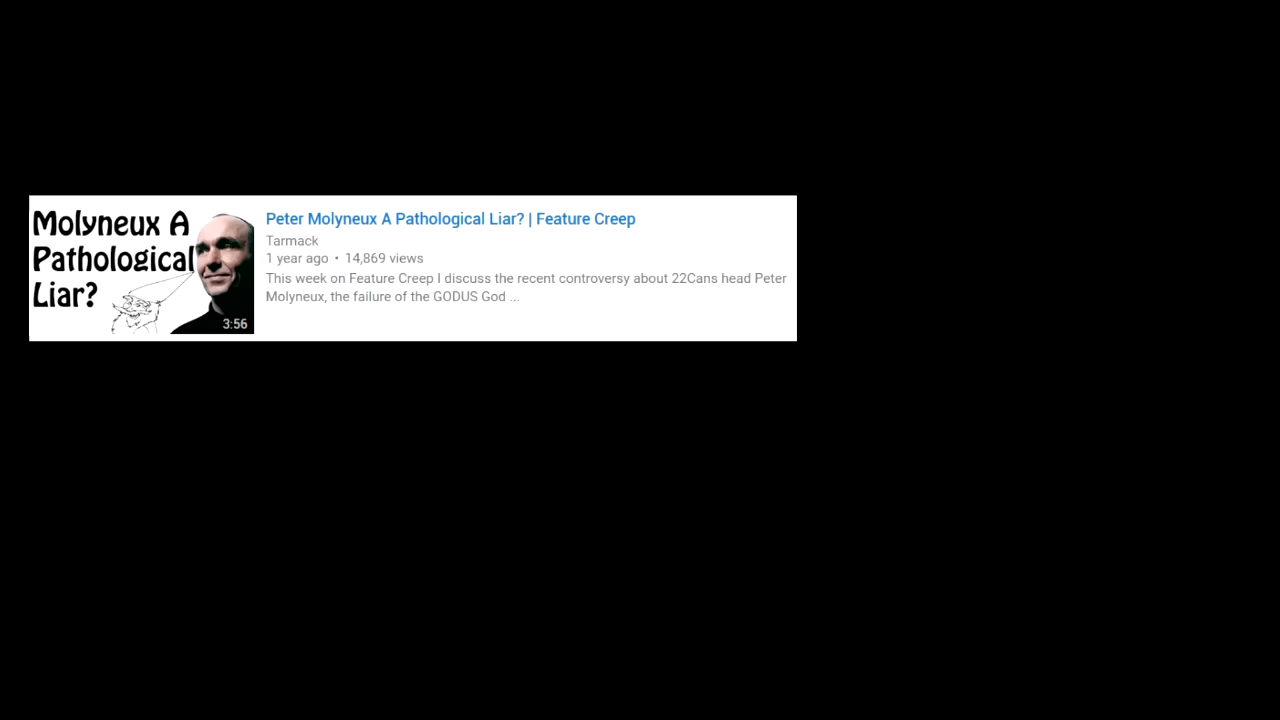 Molyneux A
Pathological
Liar?
3:56
Peter Molyneux A Pathological Liar? | Feature Creep
Tarmack
1 year ago • 14,869 views
This week on Feature Creep I discuss the recent controversy about 22Cans head Peter
Molyneux, the failure of the GODUS God ...